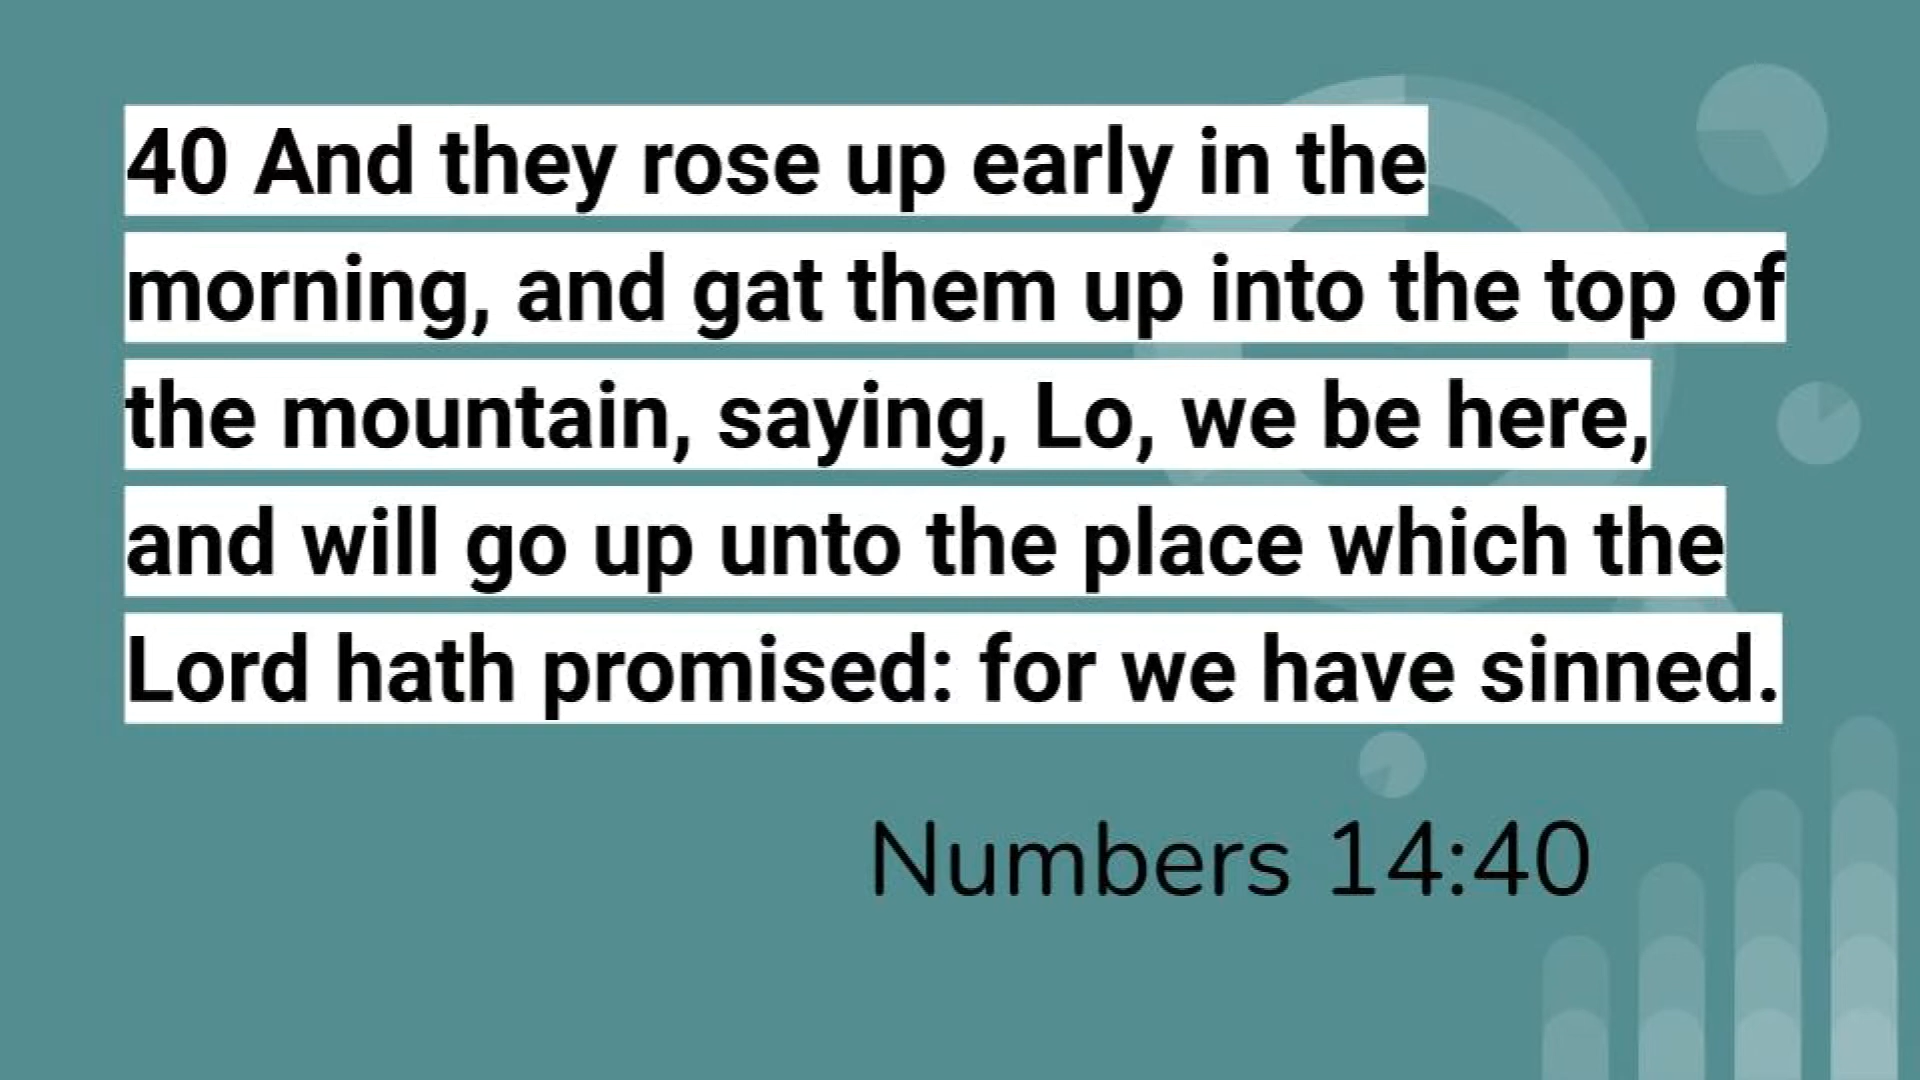 40 And they rose up early in the
morning, and gat them up into the top of
the mountain, saying, Lo, we be here,
and will go up unto the place which the
Lord hath promised: for we have sinned.
Numbers 14:40